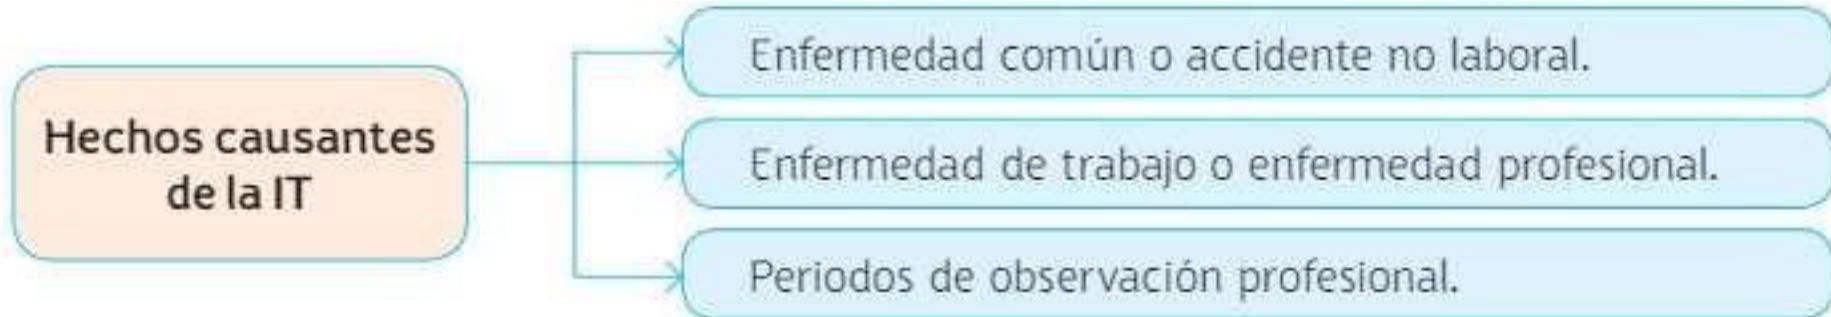 Hechos causantes
de la IT
Enfermedad común o accidente no laboral.
Enfermedad de trabajo o enfermedad profesional.
Periodos de observación profesional.